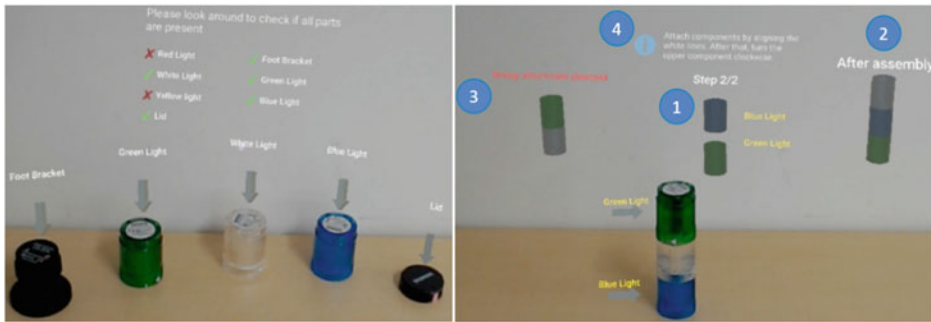 Please look around to check if all parts
are present
Red Light
White Light
Yellow light
Lid
Foot Bracket
Green Light
Blue Light
Foot Bracket
Green Light
White Light
Blue Light
Lid
4
Attach components by aligning the
white lines. After that, turn the
upper component clockwise.
2
After assembly
3
Step 2/2
1
Blue Light
Green Light
Green Light
Blue Light